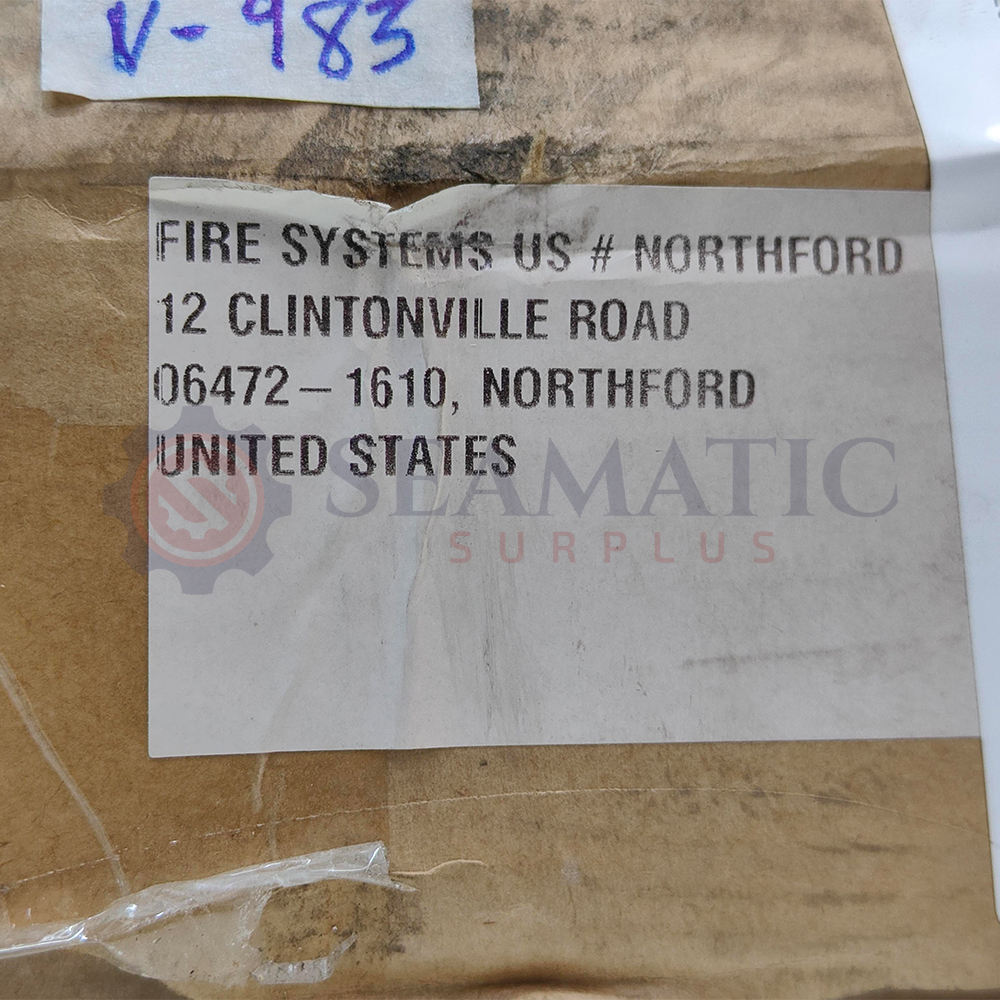 V-983
FIRE SYSTEMS US # NORTHFORD
12 CLINTONVILLE ROAD
06472-1610, NORTHFORD
UNITED STATES
SEAMATIC
SURPLUS